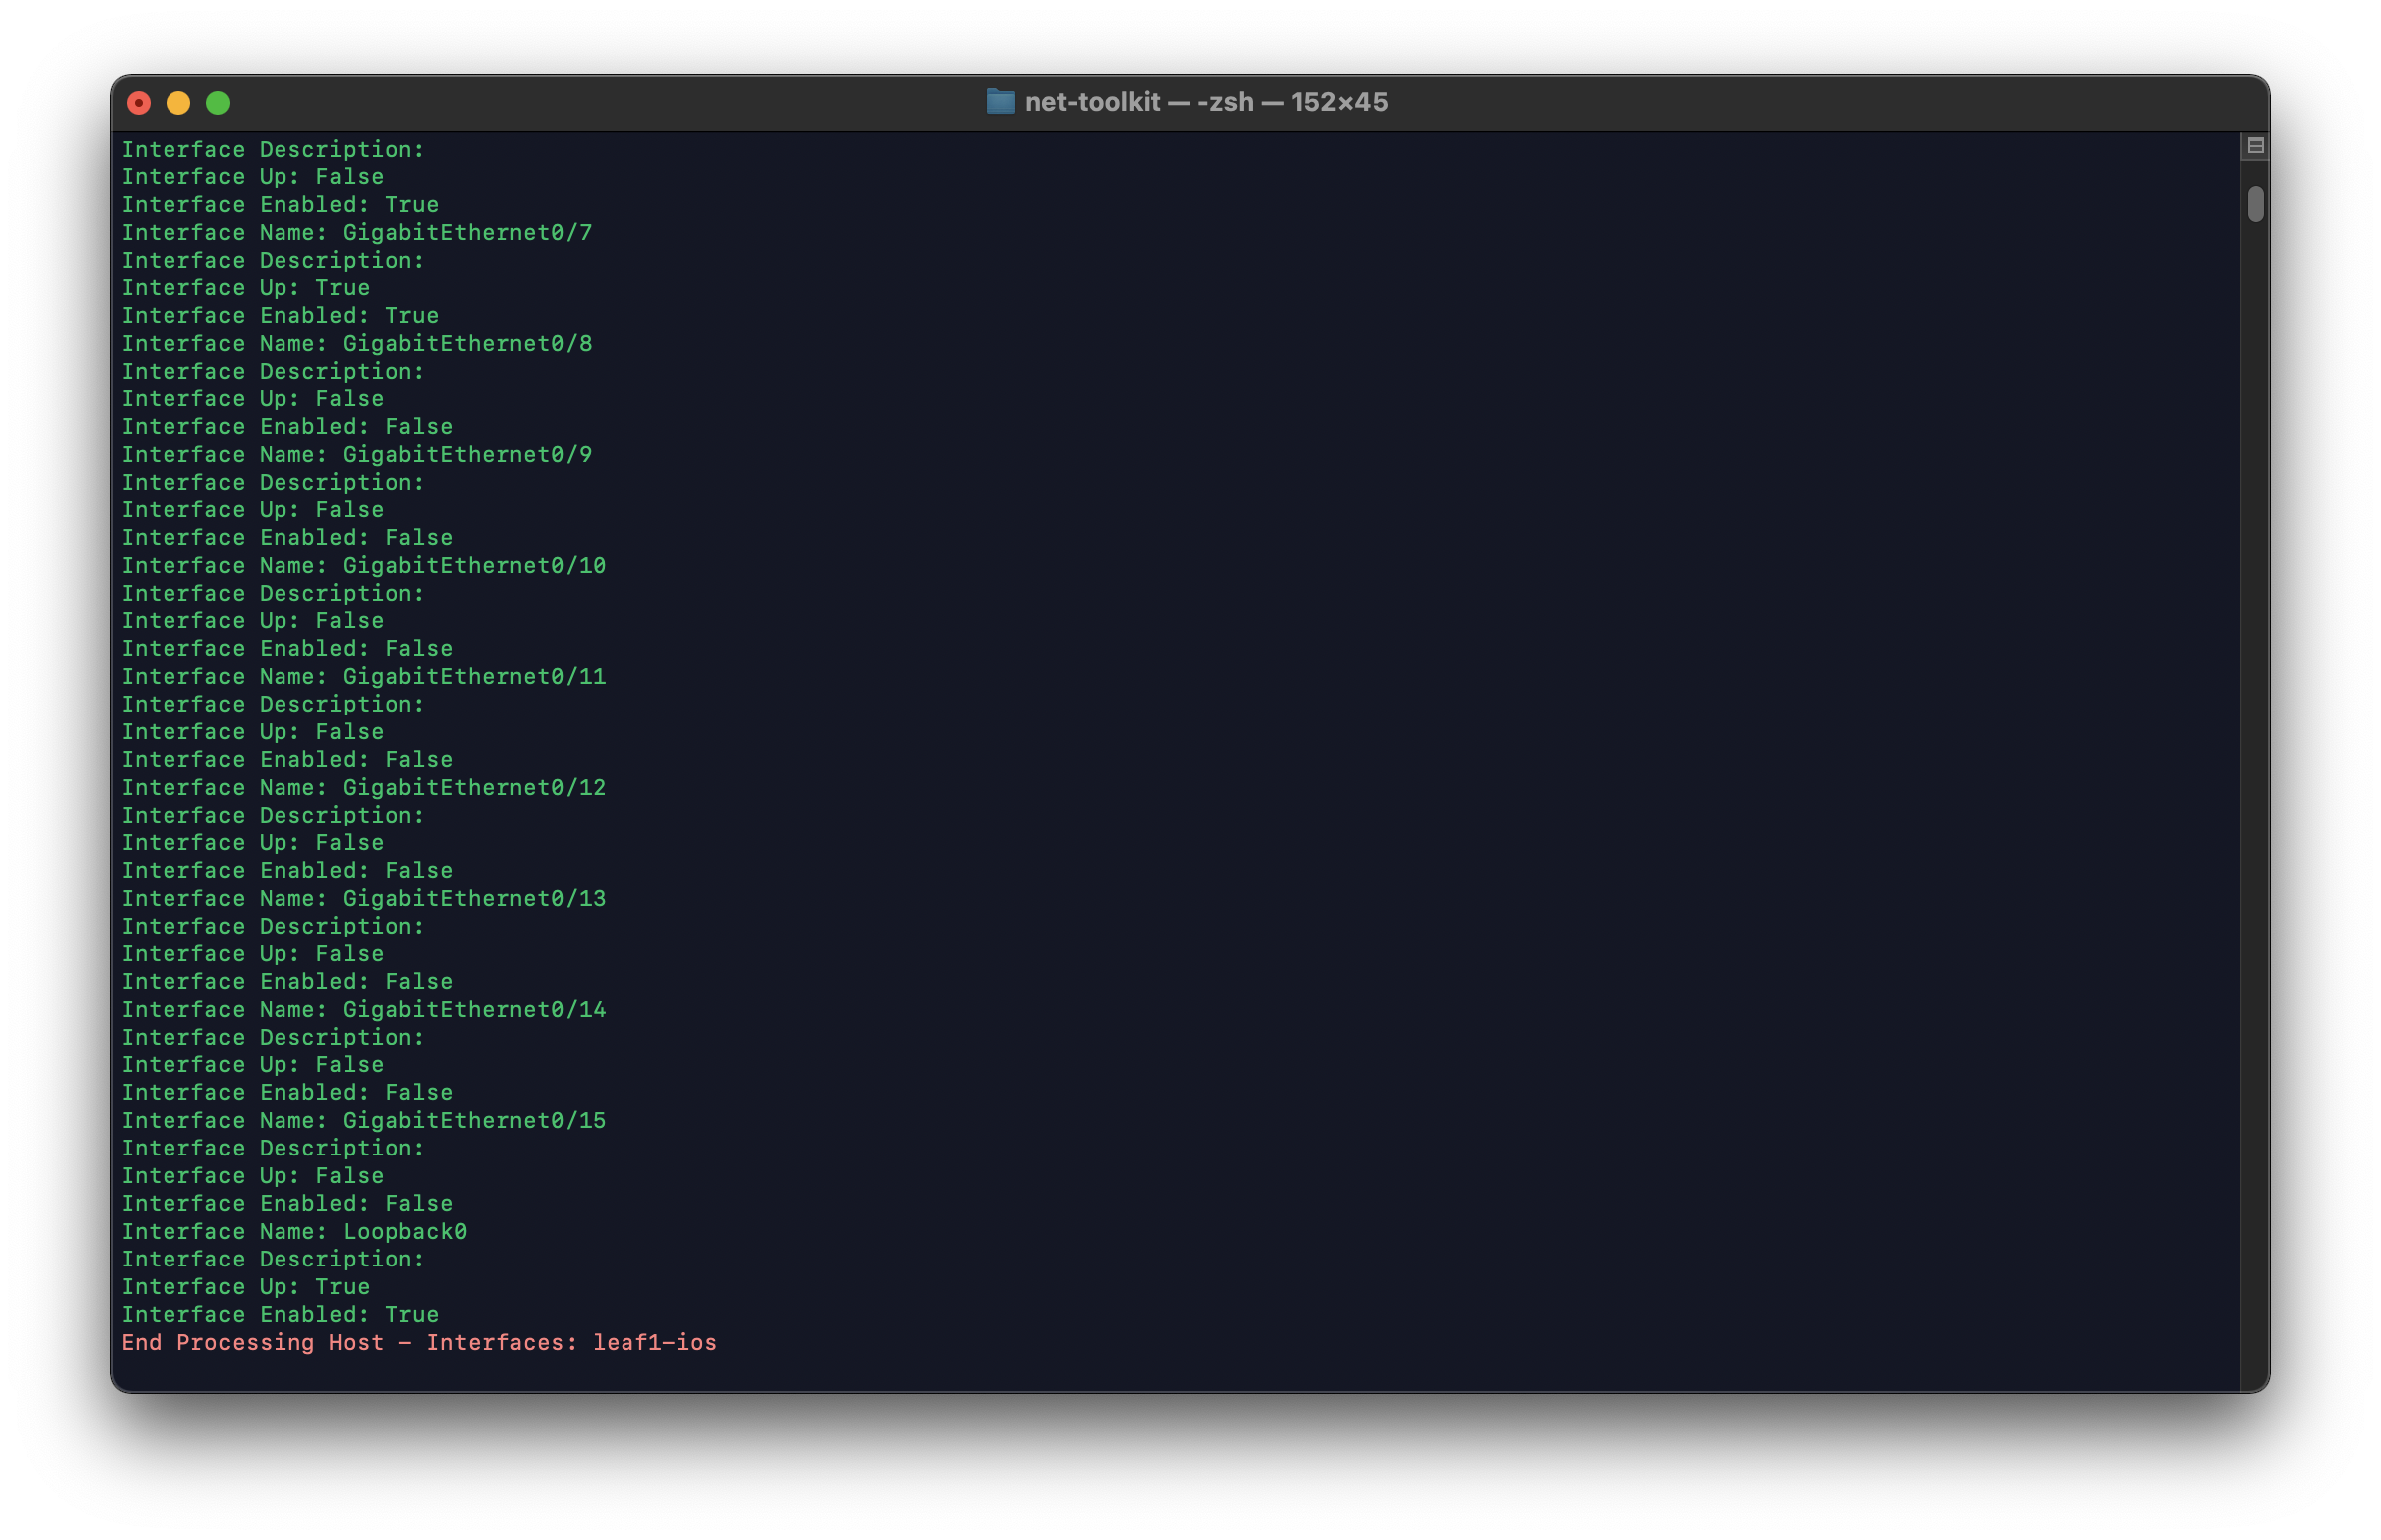 net-toolkit — -zsh — 152×45
Interface Description:
Interface Up: False
Interface Enabled: True
Interface Name: GigabitEthernet0/7
Interface Description:
Interface Up: True
Interface Enabled: True
Interface Name: GigabitEthernet0/8
Interface Description:
Interface Up: False
Interface Enabled: False
Interface Name: GigabitEthernet0/9
Interface Description:
Interface Up: False
Interface Enabled: False
Interface Name: GigabitEthernet0/10
Interface Description:
Interface Up: False
Interface Enabled: False
Interface Name: GigabitEthernet0/11
Interface Description:
Interface Up: False
Interface Enabled: False
Interface Name: GigabitEthernet0/12
Interface Description:
Interface Up: False
Interface Enabled: False
Interface Name: GigabitEthernet0/13
Interface Description:
Interface Up: False
Interface Enabled: False
Interface Name: GigabitEthernet0/14
Interface Description:
Interface Up: False
Interface Enabled: False
Interface Name: GigabitEthernet0/15
Interface Description:
Interface Up: False
Interface Enabled: False
Interface Name: Loopback0
Interface Description:
Interface Up: True
Interface Enabled: True
End Processing Host - Interfaces: leaf1-ios